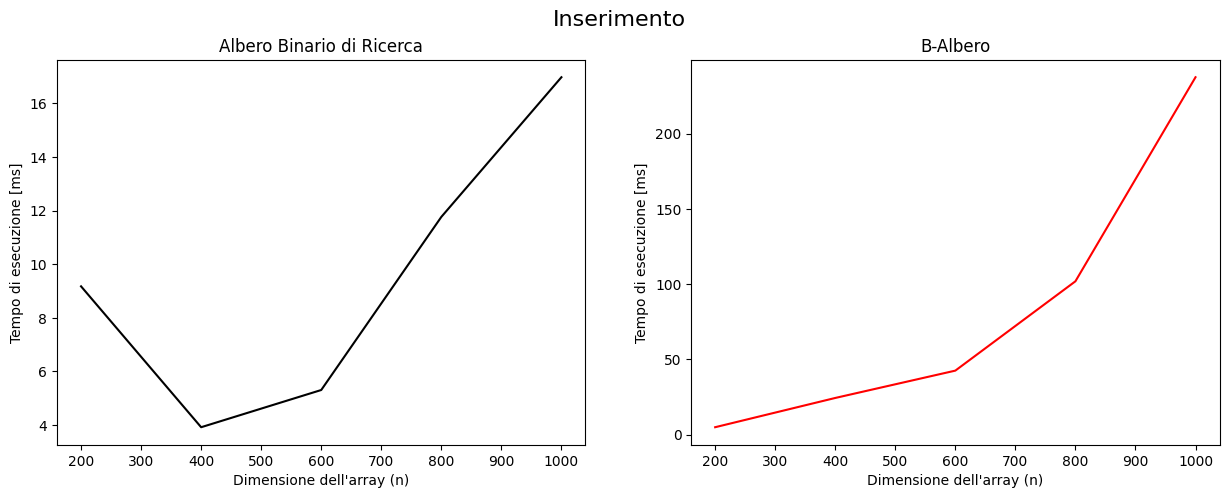 Inserimento
Albero Binario di Ricerca
Tempo di esecuzione [ms]
16
14
12
10
8
6
4
200 300 400 500 600 700 800 900 1000
Dimensione dell'array (n)
B-Albero
Tempo di esecuzione [ms]
200
150
100
50
0
200 300 400 500 600 700 800 900 1000
Dimensione dell'array (n)